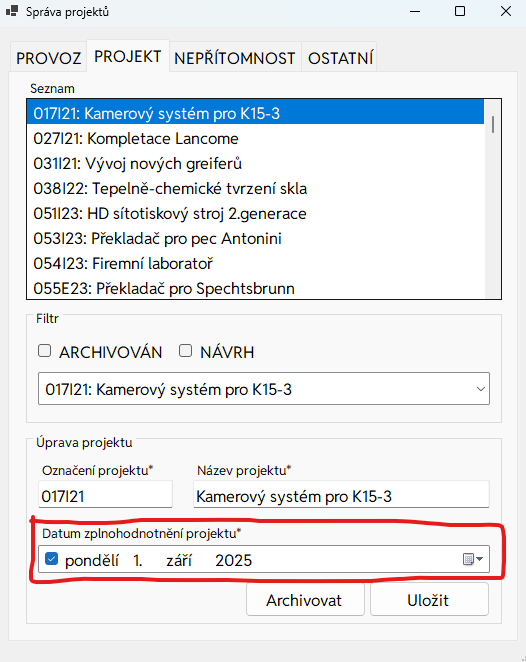 Správa projektů
PROVOZ PROJEKT NEPŘÍTOMNOST OSTATNÍ
Seznam
017I21: Kamerový systém pro K15-3
027I21: Kompletace Lancome
031I21: Vývoj nových greiferů
038I22: Tepelně-chemické tvrzení skla
051I23: HD sítotiskový stroj 2.generace
053I23: Překladač pro pec Antonini
054I23: Firemní laboratoř
055E23: Překladač pro Spechtsbrunn
Filtr
ARCHIVOVÁN NÁVRH
017I21: Kamerový systém pro K15-3
Úprava projektu
Označení projektu* Název projektu*
017I21 Kamerový systém pro K15-3
Datum zplnohodnotnění projektu*
pondělí 1. září 2025
Archivovat Uložit